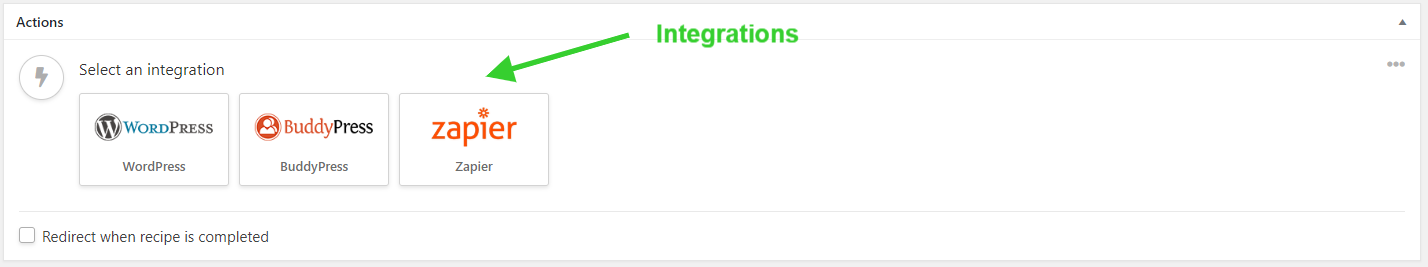 Actions
Integrations
Select an integration
WORDPRESS
WordPress
BuddyPress
BuddyPress
zapier
Zapier
Redirect when recipe is completed